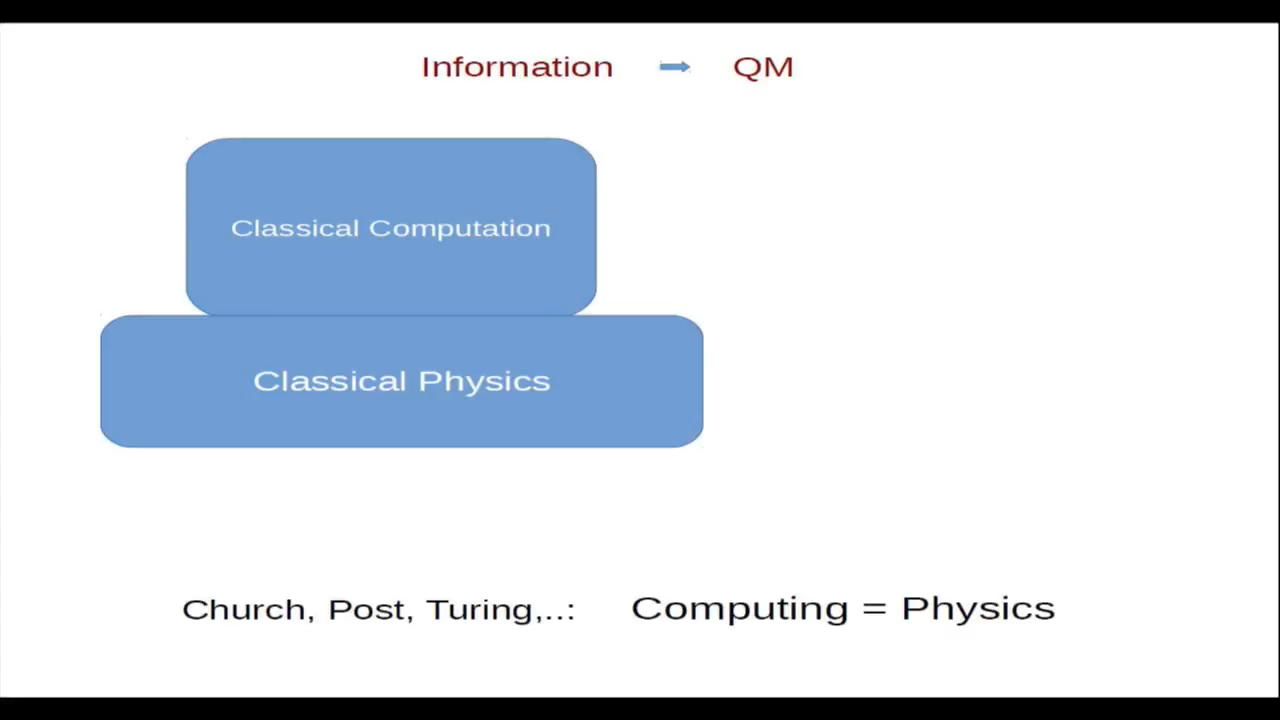 Information ➡ QM
Classical Computation
Classical Physics
Church, Post, Turing,..: Computing = Physics